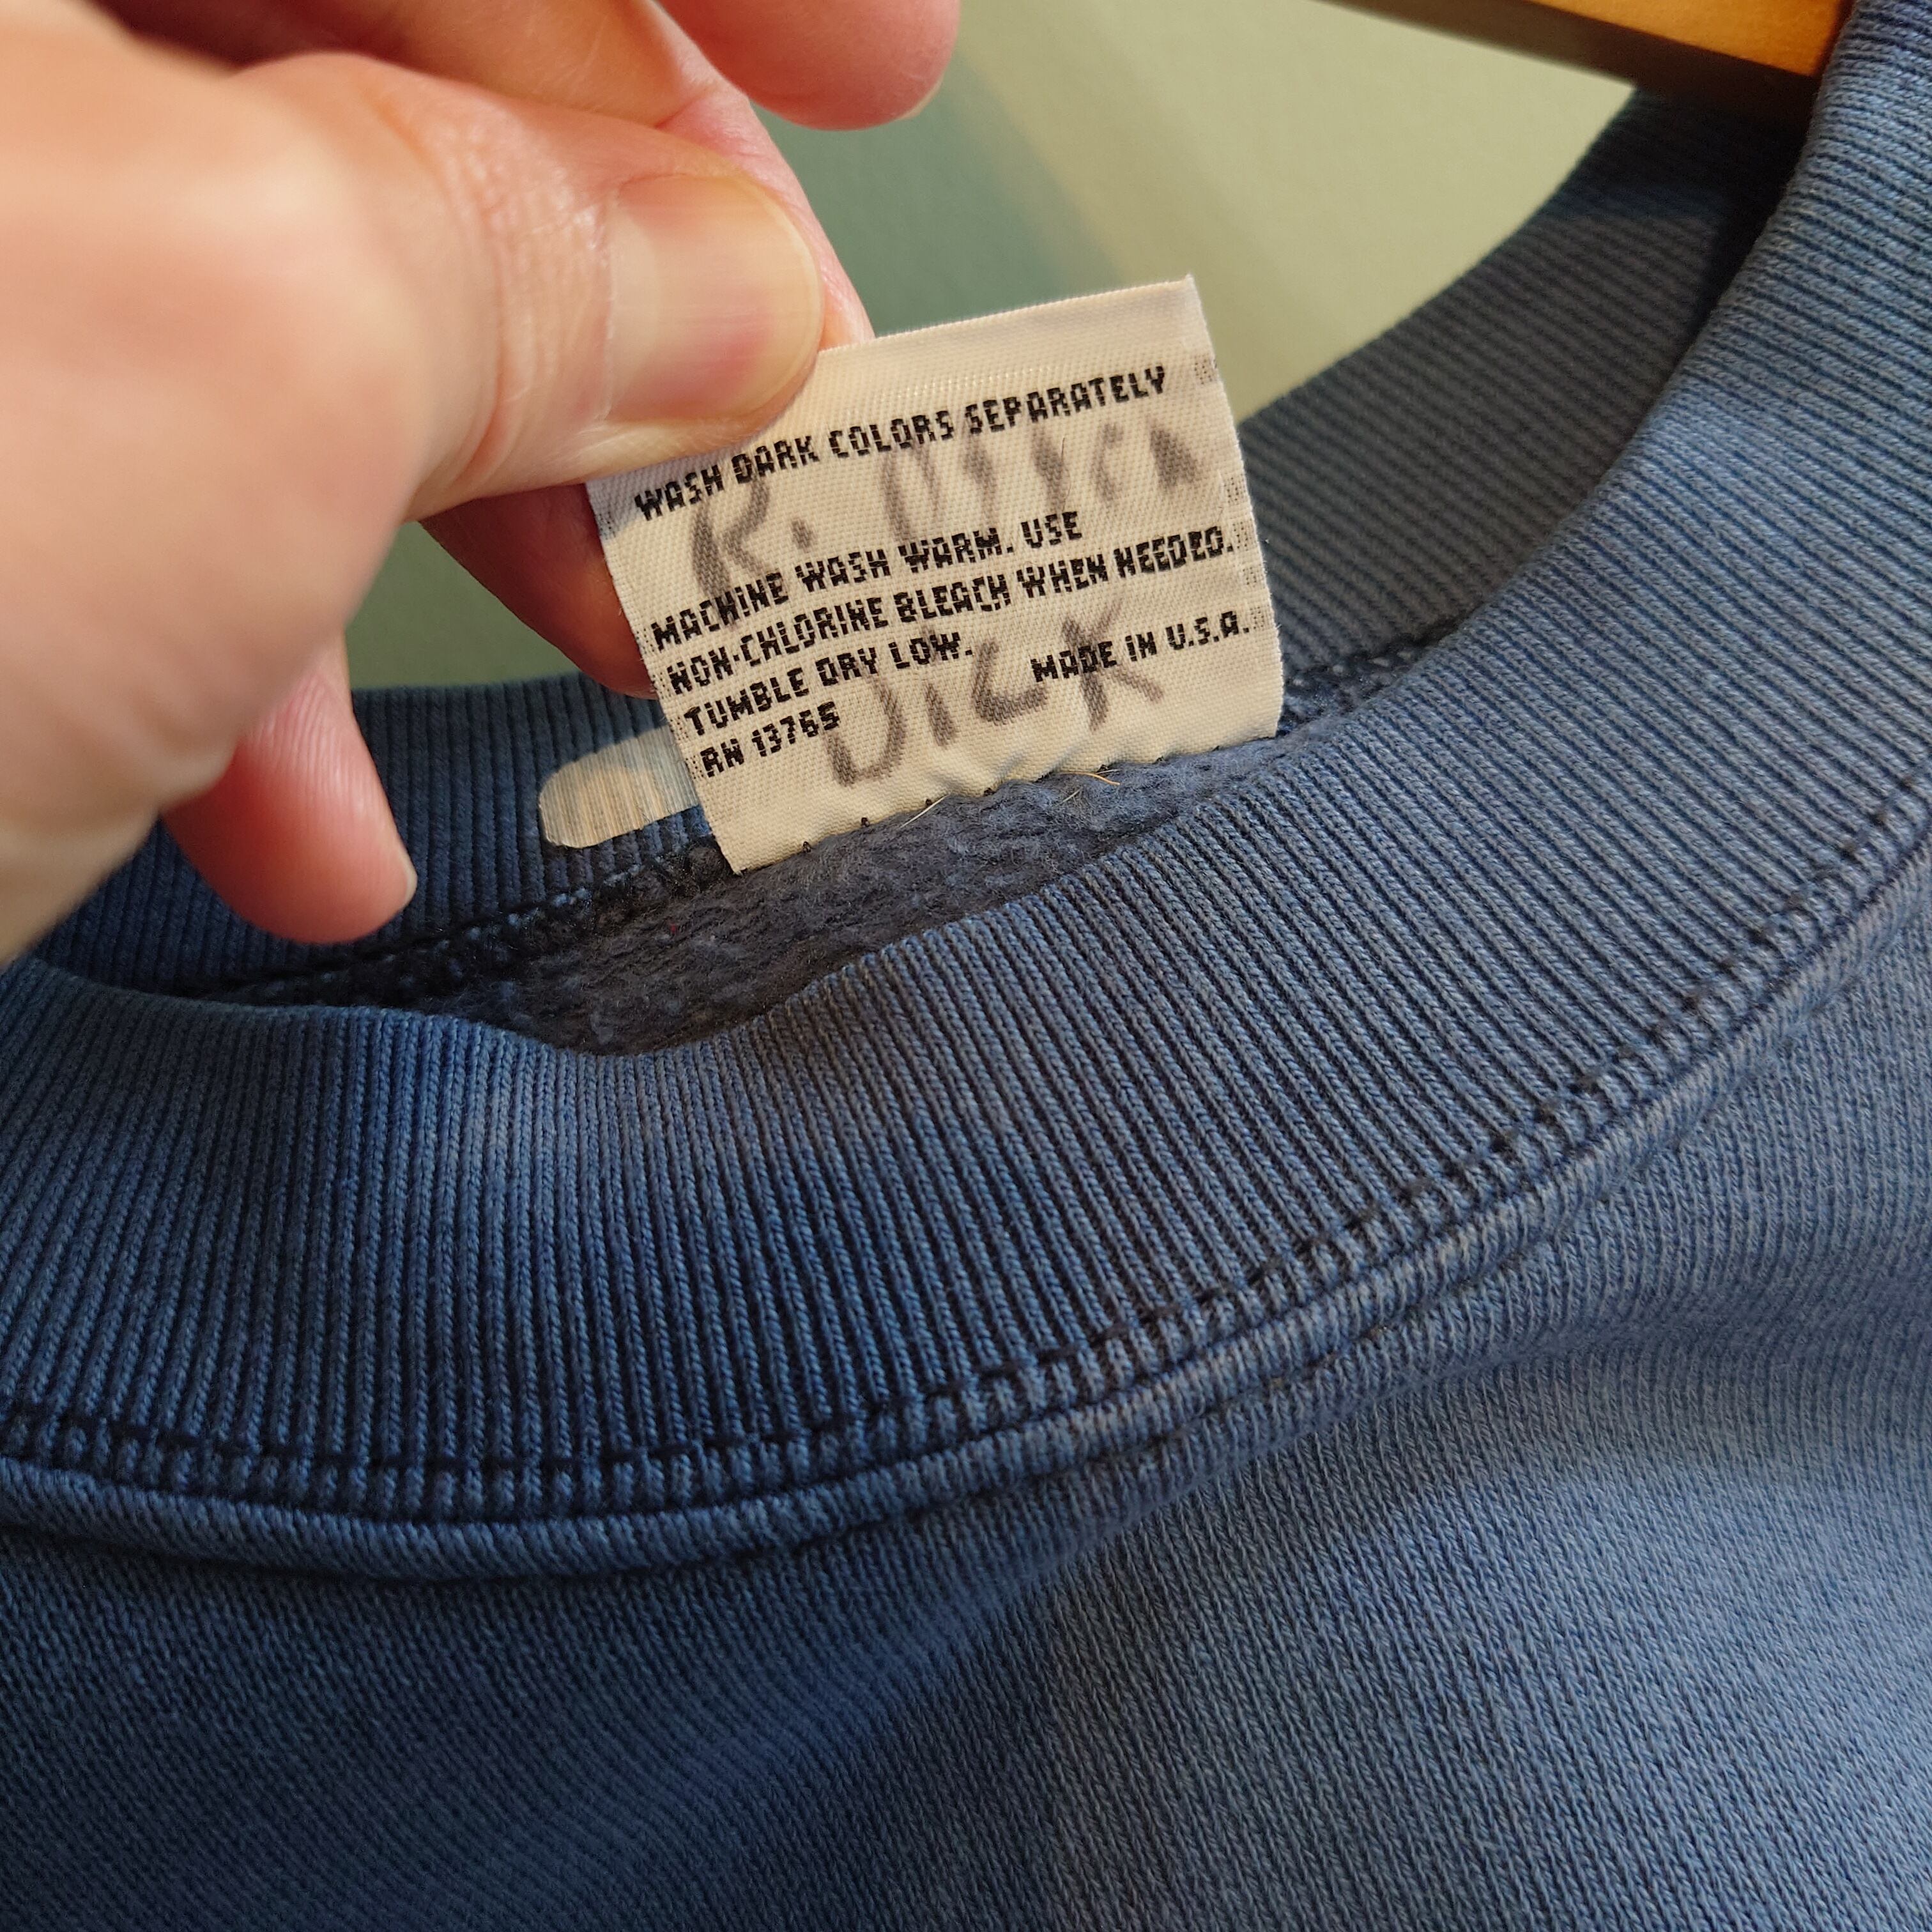 WASH DARK COLORS SEPARATELY
R.
MACHINE WASH WARM. USE
NON-CHLORINE BLEACH WHEN NEEDED.
TUMBLE DRY LOW. MADE IN U.S.A.
RN 13765
DICK